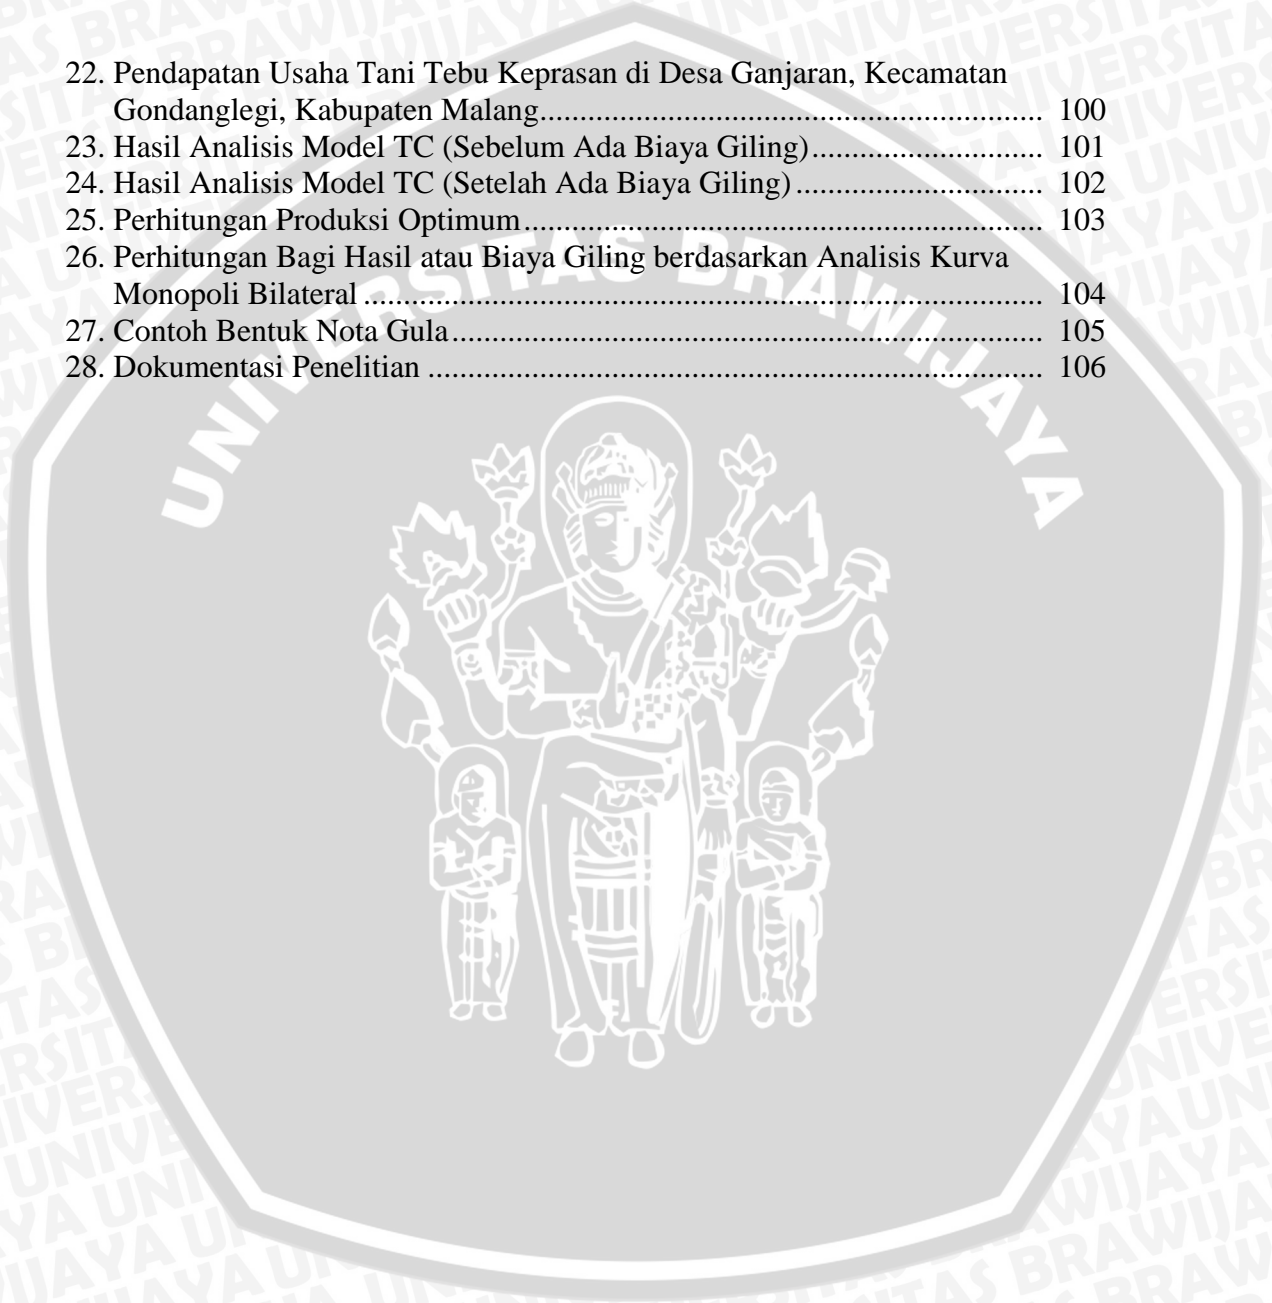 22. Pendapatan Usaha Tani Tebu Keprasan di Desa Ganjaran, Kecamatan
Gondanglegi, Kabupaten Malang................................................................ 100
23. Hasil Analisis Model TC (Sebelum Ada Biaya Giling)............................. 101
24. Hasil Analisis Model TC (Setelah Ada Biaya Giling)............................... 102
25. Perhitungan Produksi Optimum.................................................................. 103
26. Perhitungan Bagi Hasil atau Biaya Giling berdasarkan Analisis Kurva
Monopoli Bilateral...................................................................................... 104
27. Contoh Bentuk Nota Gula........................................................................... 105
28. Dokumentasi Penelitian.............................................................................. 106
UNIVERSITAS BRAWIJAYA